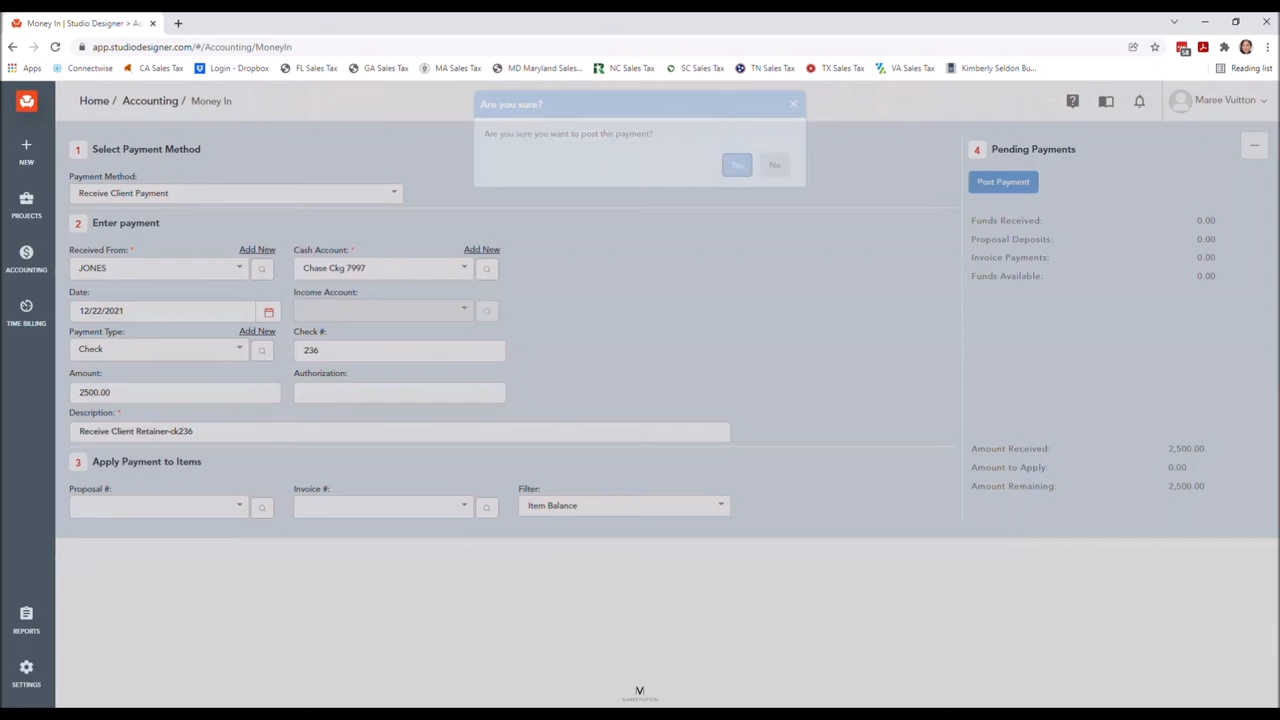 Money In | Studio Designer > Ac
app.studiodesigner.com/#/Accounting/MoneyIn
58
Apps
Connectwise
CA Sales Tax
Login - Dropbox
FL Sales Tax
GA Sales Tax
MA Sales Tax
MD Maryland Sales...
NC Sales Tax
SC Sales Tax
TN Sales Tax
TX Sales Tax
VA Sales Tax
Kimberly Seldon Bu...
Reading list
Home / Accounting / Money In
Maree Vuitton
NEW
PROJECTS
ACCOUNTING
TIME BILLING
REPORTS
SETTINGS
Are you sure?
Are you sure you want to post this payment?
Yes
No
1 Select Payment Method
Payment Method:
Receive Client Payment
2 Enter payment
Received From: * Add New
JONES
Cash Account: * Add New
Chase Ckg 7997
Date:
12/22/2021
Income Account:
Payment Type: Add New
Check
Check #:
236
Amount:
2500.00
Authorization:
Description: *
Receive Client Retainer-ck236
3 Apply Payment to Items
Proposal #:
Invoice #:
Filter:
Item Balance
4 Pending Payments
Post Payment
Funds Received: 0.00
Proposal Deposits: 0.00
Invoice Payments: 0.00
Funds Available: 0.00
Amount Received: 2,500.00
Amount to Apply: 0.00
Amount Remaining: 2,500.00
M
MAREE VUITTON